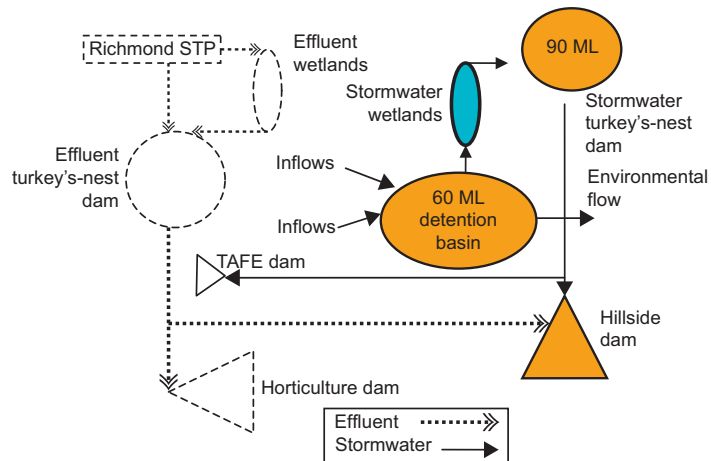 Richmond STP
Effluent
wetlands
90 ML
Stormwater
wetlands
Stormwater
turkey's-nest
dam
Effluent
turkey's-nest
dam
Inflows
Inflows
60 ML
detention
basin
Environmental
flow
TAFE dam
Hillside
dam
Horticulture dam
Effluent
Stormwater